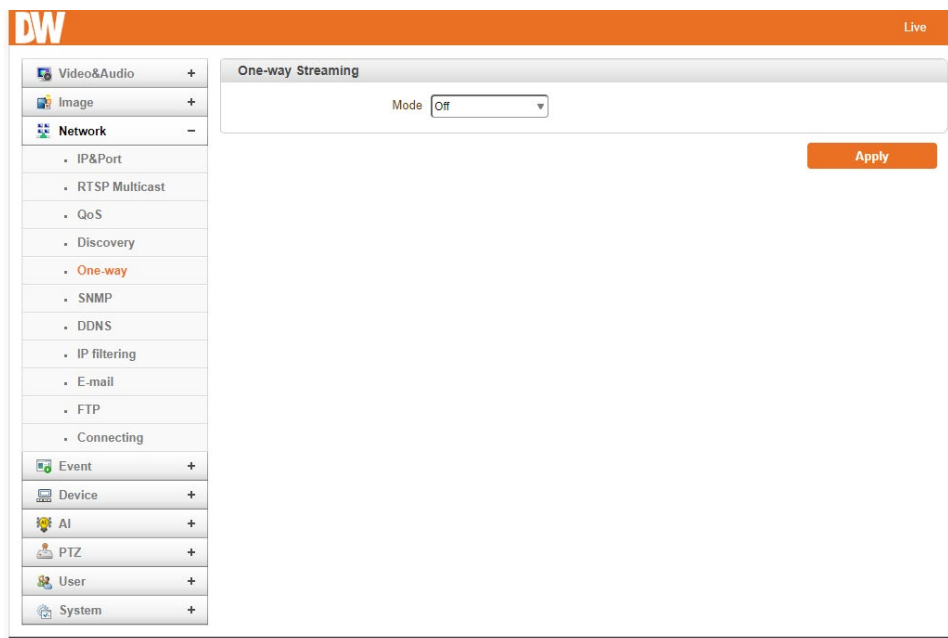 DW
Live
Video&Audio +
Image +
Network −
IP&Port
RTSP Multicast
QoS
Discovery
One-way
SNMP
DDNS
IP filtering
E-mail
FTP
Connecting
Event +
Device +
AI +
PTZ +
User +
System +
One-way Streaming
Mode Off
Apply